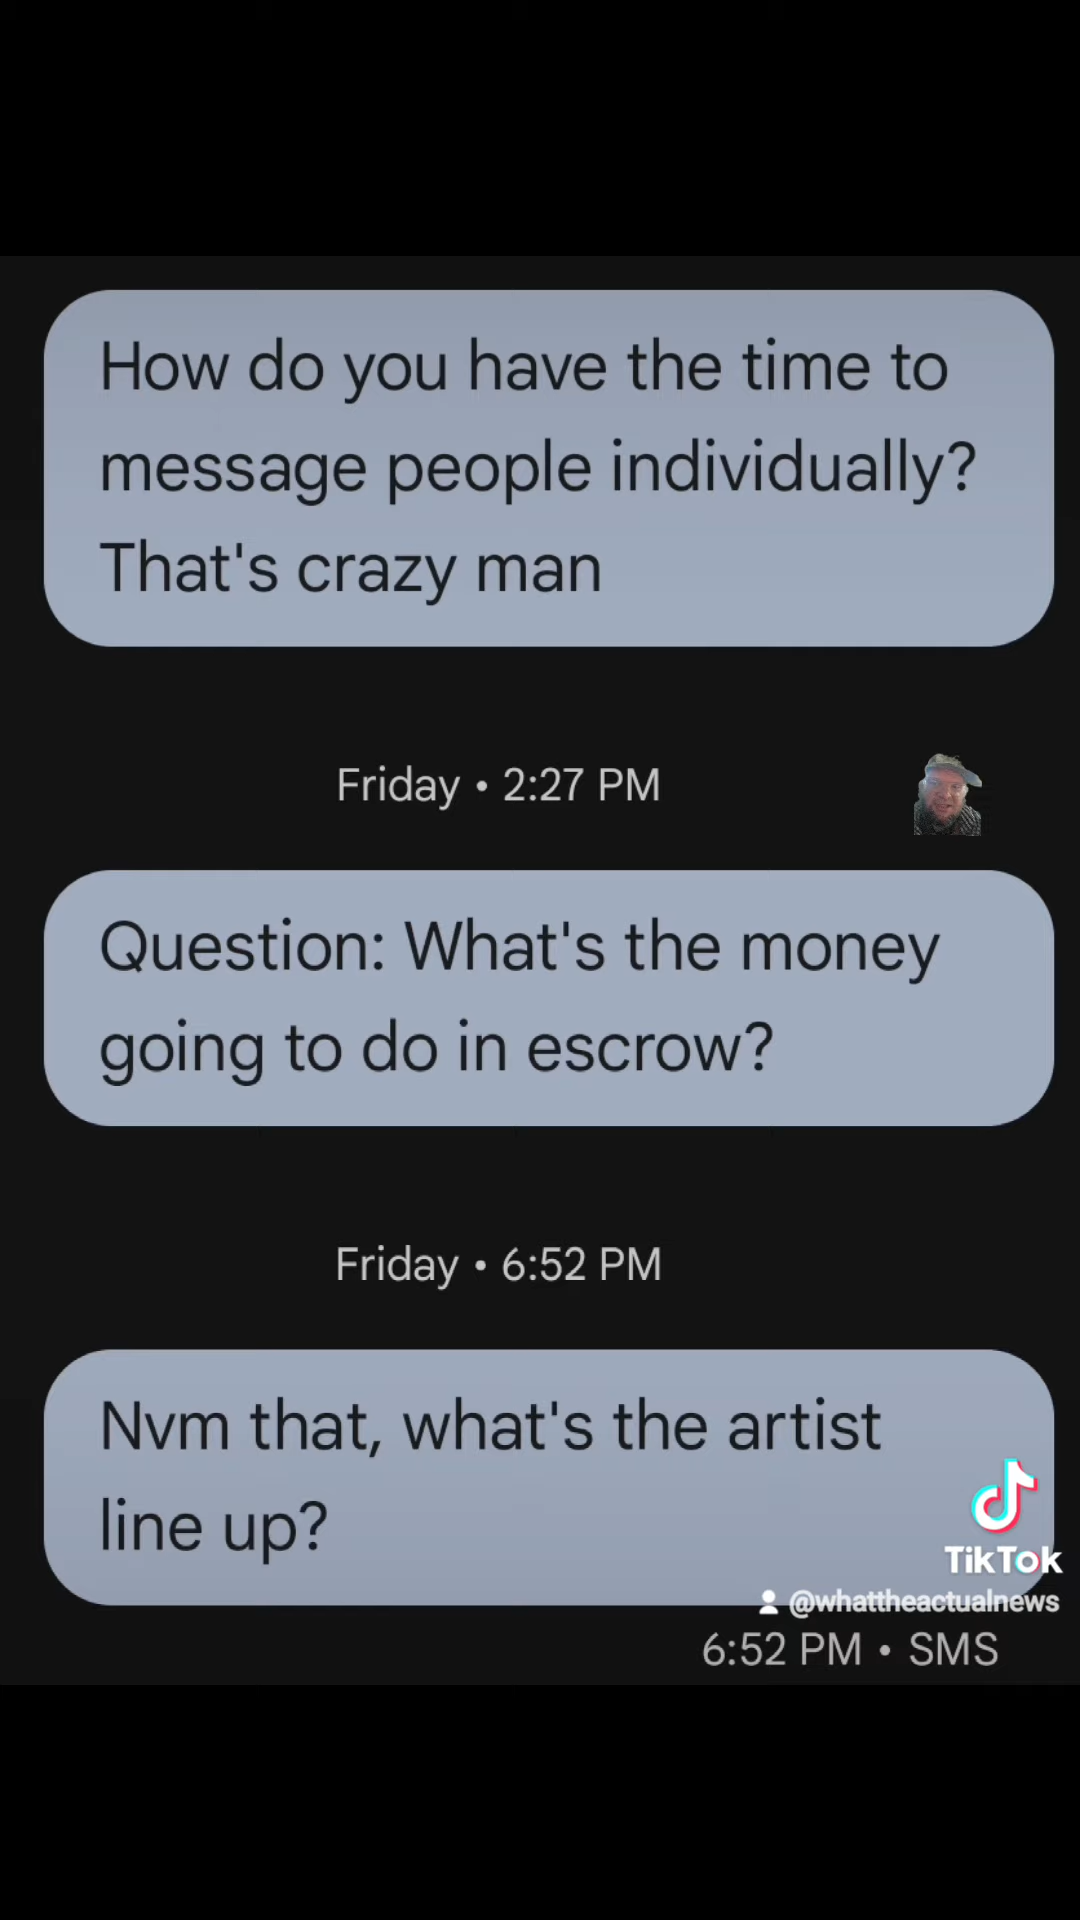 How do you have the time to
message people individually?
That's crazy man
Friday • 2:27 PM
Question: What's the money
going to do in escrow?
Friday • 6:52 PM
Nvm that, what's the artist
line up?
TikTok
@whattheactualnews
6:52 PM • SMS